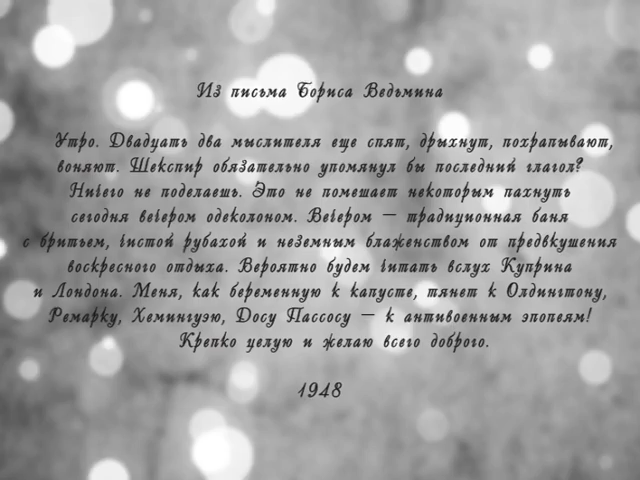 Из письма Бориса Ведьмина
Утро. Двадцать два мыслителя еще спят, дрыхнут, похрапывают,
воняют. Шекспир обязательно упомянул бы последний глагол?
Ничего не поделаешь. Это не помешает некоторым пахнуть
сегодня вечером одеколоном. Вечером — традиционная баня
с бритьем, чистой рубахой и неземным блаженством от предвкушения
воскресного отдыха. Вероятно будем читать вслух Куприна
и Лондона. Меня, как беременную к капусте, тянет к Олдингтону,
Ремарку, Хемингуэю, Досу Пассосу — к антивоенным эпопеям!
Крепко целую и желаю всего доброго.
1948